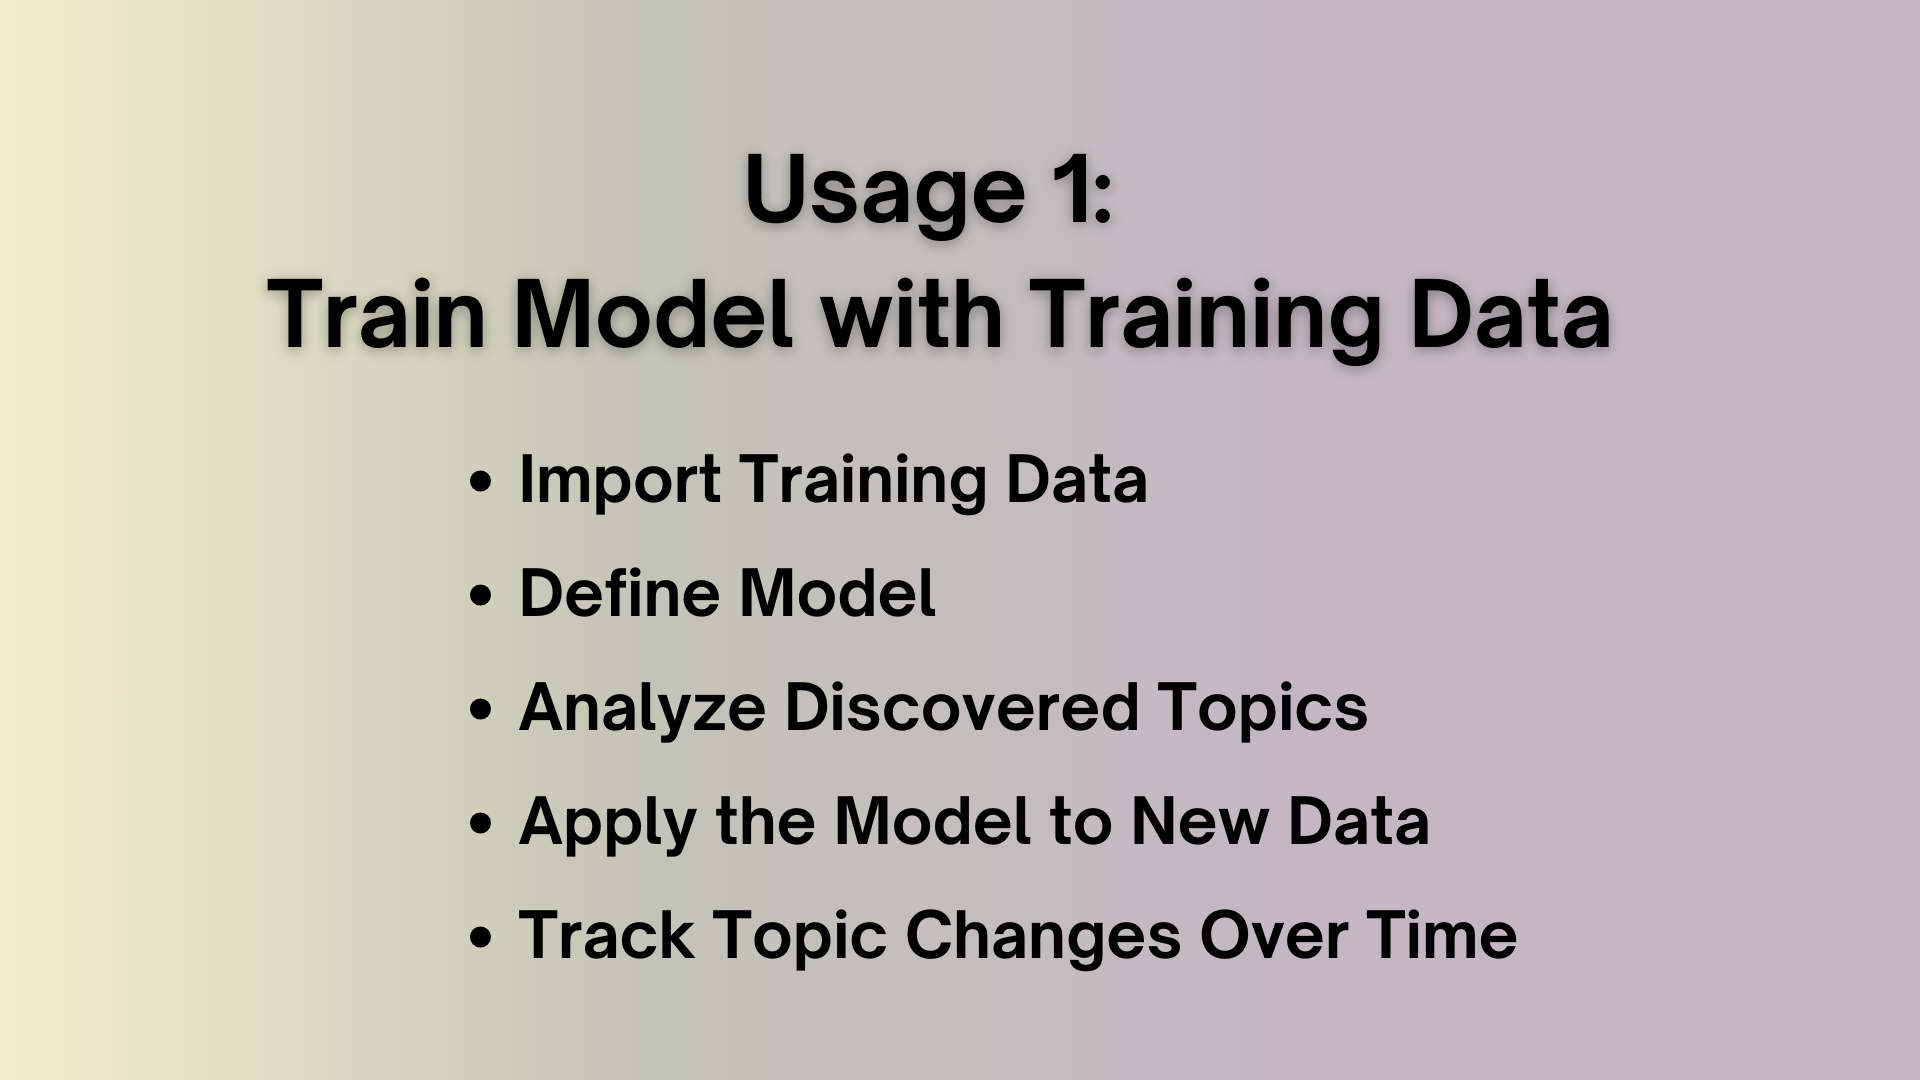 Usage 1:
Train Model with Training Data
• Import Training Data
• Define Model
• Analyze Discovered Topics
• Apply the Model to New Data
• Track Topic Changes Over Time